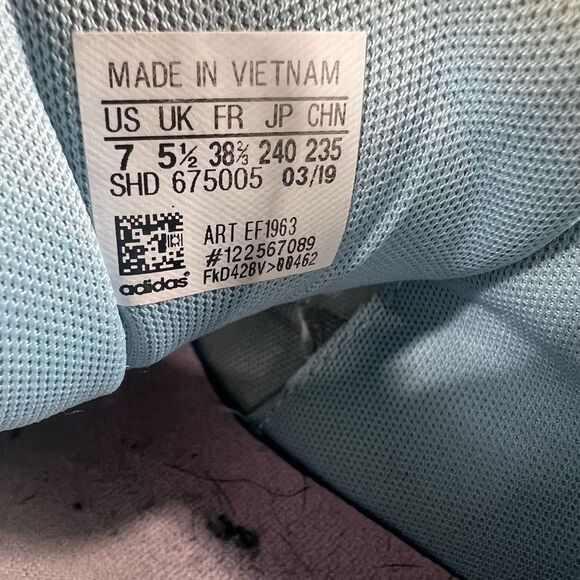 MADE IN VIETNAM
US UK FR JP CHN
7 5½ 38⅔ 240 235
SHD 675005 03/19
ART EF1963
#122567089
FkD428V>00462
adidas®